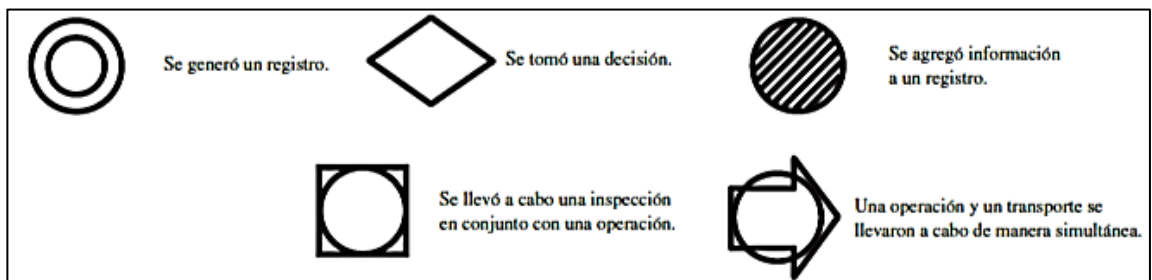 Se generó un registro.
Se tomó una decisión.
Se agregó información
a un registro.
Se llevó a cabo una inspección
en conjunto con una operación.
Una operación y un transporte se
llevaron a cabo de manera simultánea.